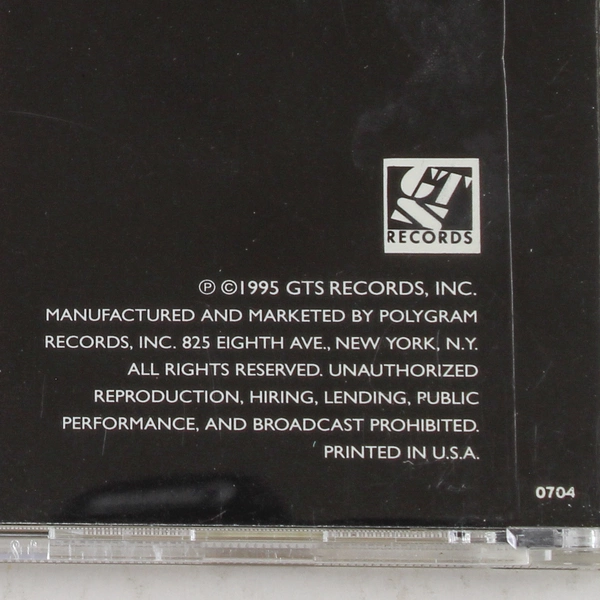 GTS
RECORDS
℗ ©1995 GTS RECORDS, INC.
MANUFACTURED AND MARKETED BY POLYGRAM
RECORDS, INC. 825 EIGHTH AVE., NEW YORK, N.Y.
ALL RIGHTS RESERVED. UNAUTHORIZED
REPRODUCTION, HIRING, LENDING, PUBLIC
PERFORMANCE, AND BROADCAST PROHIBITED.
PRINTED IN U.S.A.
0704